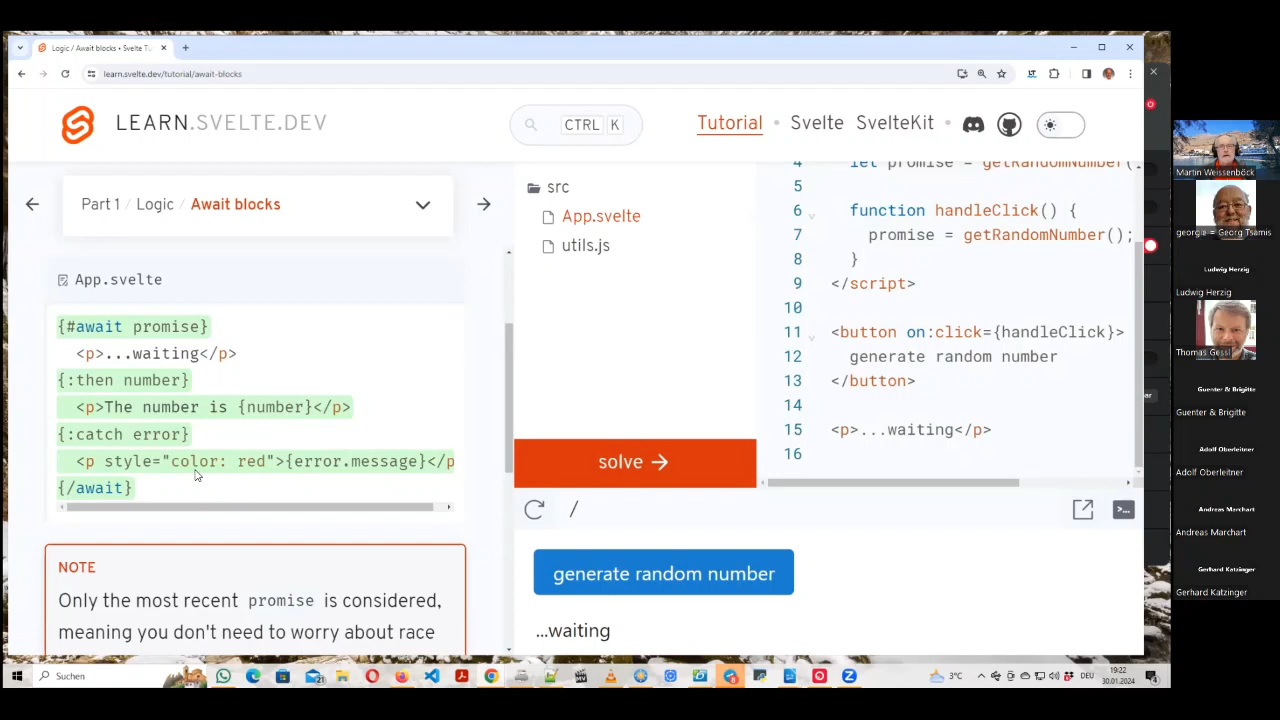 Logic / Await blocks • Svelte Tu
learn.svelte.dev/tutorial/await-blocks
LEARN.SVELTE.DEV
CTRL K
Tutorial • Svelte SvelteKit •
Part 1 / Logic / Await blocks
App.svelte
{#await promise}
<p>...waiting</p>
{:then number}
<p>The number is {number}</p>
{:catch error}
<p style="color: red">{error.message}</p
{/await}
NOTE
Only the most recent promise is considered,
meaning you don't need to worry about race
src
App.svelte
utils.js
solve →
4 let promise = getRandomNumber(
5
6 function handleClick() {
7 promise = getRandomNumber();
8 }
9 </script>
10
11 <button on:click={handleClick}>
12 generate random number
13 </button>
14
15 <p>...waiting</p>
16
/
generate random number
...waiting
Suchen
3°C
DEU
19:22
30.01.2024
Martin Weissenböck
georgie = Georg Tsamis
Ludwig Herzig
Ludwig Herzig
Thomas Gessl
Guenter & Brigitte
Guenter & Brigitte
Adolf Oberleitner
Adolf Oberleitner
Andreas Marchart
Andreas Marchart
Gerhard Katzinger
Gerhard Katzinger